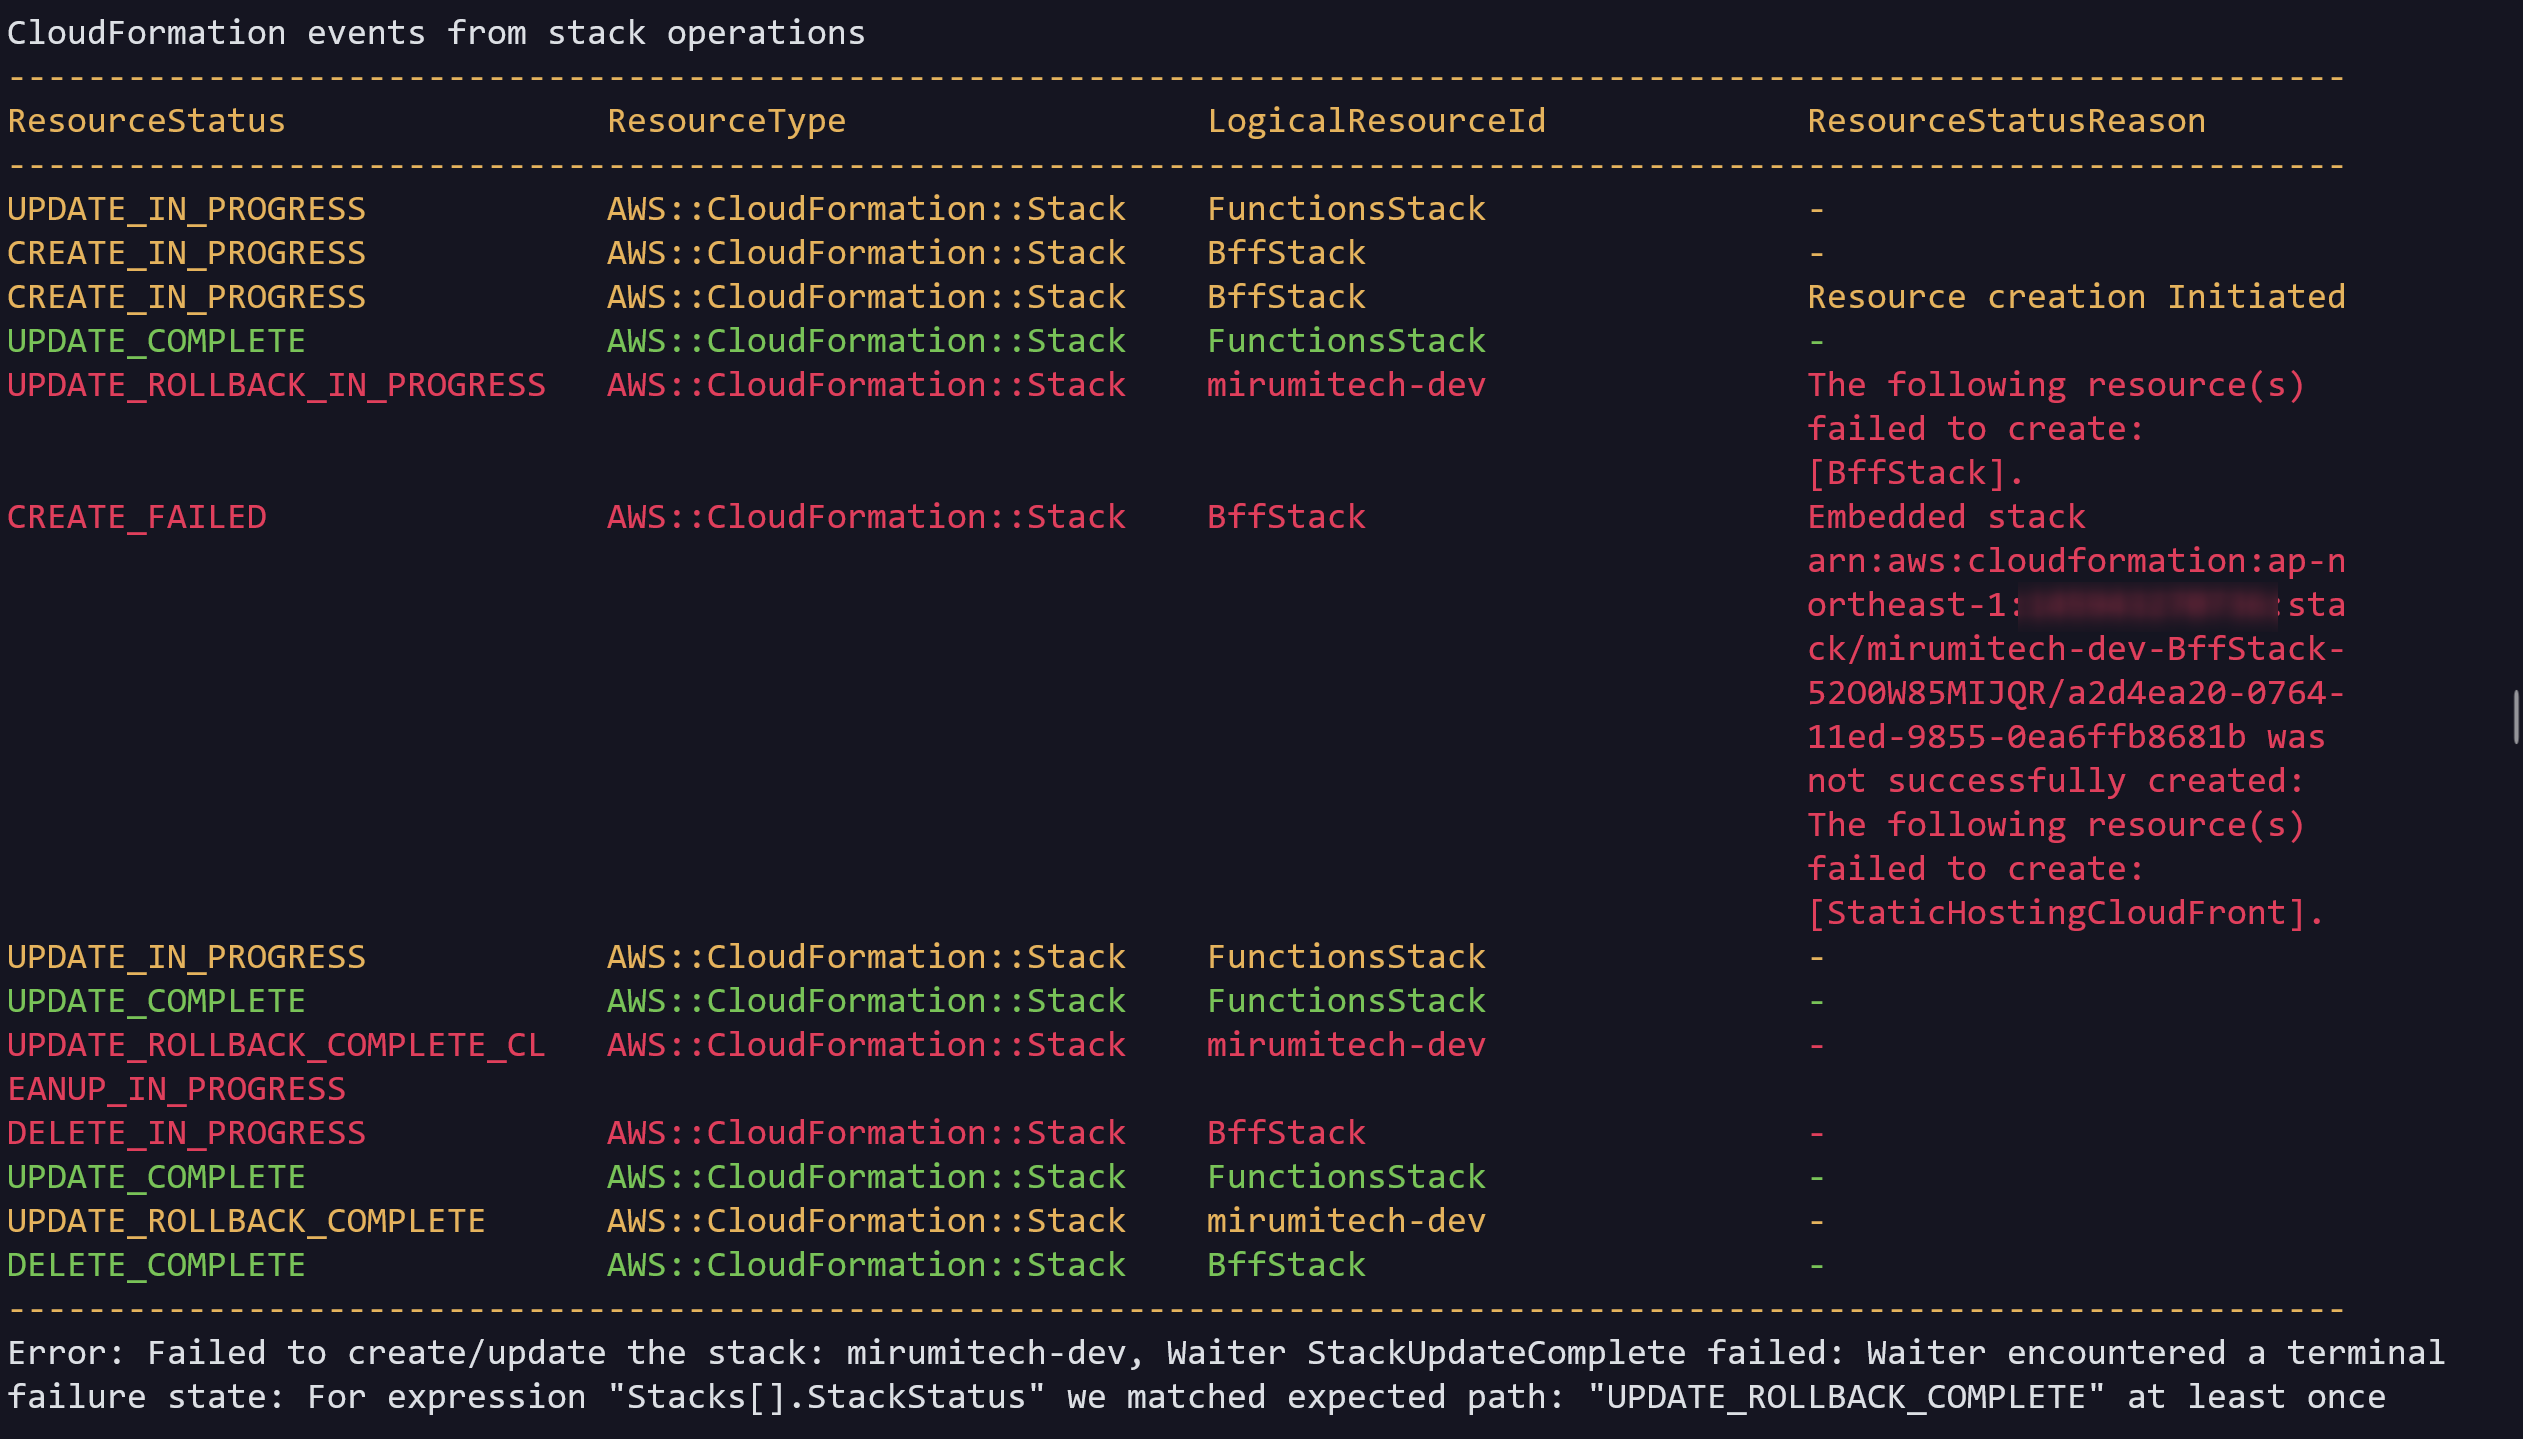 CloudFormation events from stack operations
---------------------------------------------------------------------------------------------------------------------
ResourceStatus ResourceType LogicalResourceId ResourceStatusReason
---------------------------------------------------------------------------------------------------------------------
UPDATE_IN_PROGRESS AWS::CloudFormation::Stack FunctionsStack -
CREATE_IN_PROGRESS AWS::CloudFormation::Stack BffStack -
CREATE_IN_PROGRESS AWS::CloudFormation::Stack BffStack Resource creation Initiated
UPDATE_COMPLETE AWS::CloudFormation::Stack FunctionsStack -
UPDATE_ROLLBACK_IN_PROGRESS AWS::CloudFormation::Stack mirumitech-dev The following resource(s)
failed to create:
[BffStack].
CREATE_FAILED AWS::CloudFormation::Stack BffStack Embedded stack
arn:aws:cloudformation:ap-n
ortheast-1: :sta
ck/mirumitech-dev-BffStack-
52O0W85MIJQR/a2d4ea20-0764-
11ed-9855-0ea6ffb8681b was
not successfully created:
The following resource(s)
failed to create:
[StaticHostingCloudFront].
UPDATE_IN_PROGRESS AWS::CloudFormation::Stack FunctionsStack -
UPDATE_COMPLETE AWS::CloudFormation::Stack FunctionsStack -
UPDATE_ROLLBACK_COMPLETE_CL AWS::CloudFormation::Stack mirumitech-dev -
EANUP_IN_PROGRESS
DELETE_IN_PROGRESS AWS::CloudFormation::Stack BffStack -
UPDATE_COMPLETE AWS::CloudFormation::Stack FunctionsStack -
UPDATE_ROLLBACK_COMPLETE AWS::CloudFormation::Stack mirumitech-dev -
DELETE_COMPLETE AWS::CloudFormation::Stack BffStack -
---------------------------------------------------------------------------------------------------------------------
Error: Failed to create/update the stack: mirumitech-dev, Waiter StackUpdateComplete failed: Waiter encountered a terminal
failure state: For expression "Stacks[].StackStatus" we matched expected path: "UPDATE_ROLLBACK_COMPLETE" at least once